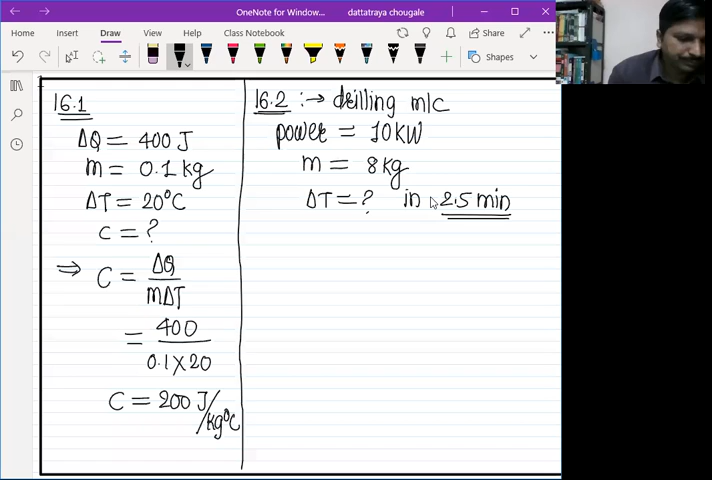 OneNote for Window...
dattatraya chougale
Home Insert Draw View Help Class Notebook Share
Shapes
16.1
ΔQ = 400 J
m = 0.1 kg
ΔT = 20°C
c = ?
⇒ C = ΔQ
mΔT
= 400
0.1 × 20
C = 200 J/kg°C
16.2 :→ drilling m/c
power = 10 KW
m = 8 kg
ΔT = ? in 2.5 min